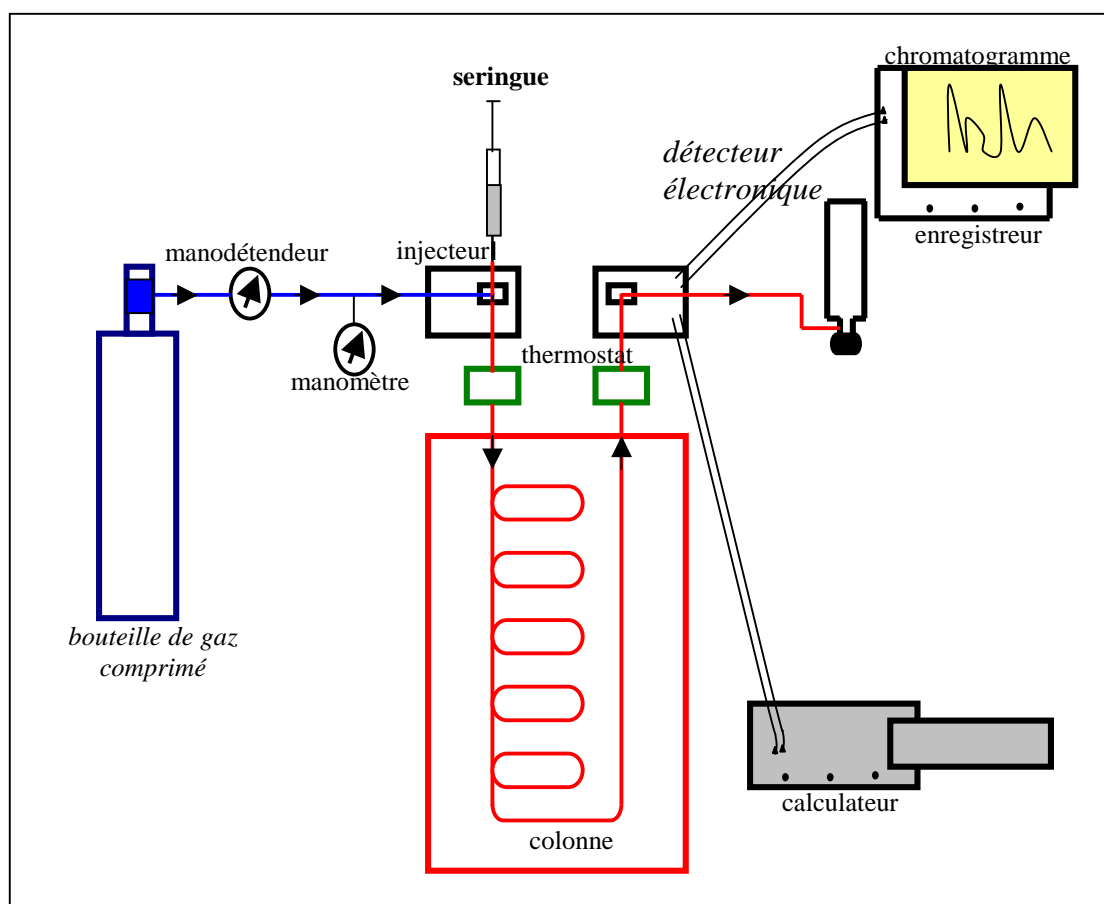 chromatogramme
seringue
détecteur
électronique
enregistreur
manodétendeur
injecteur
thermostat
manomètre
bouteille de gaz
comprimé
calculateur
colonne